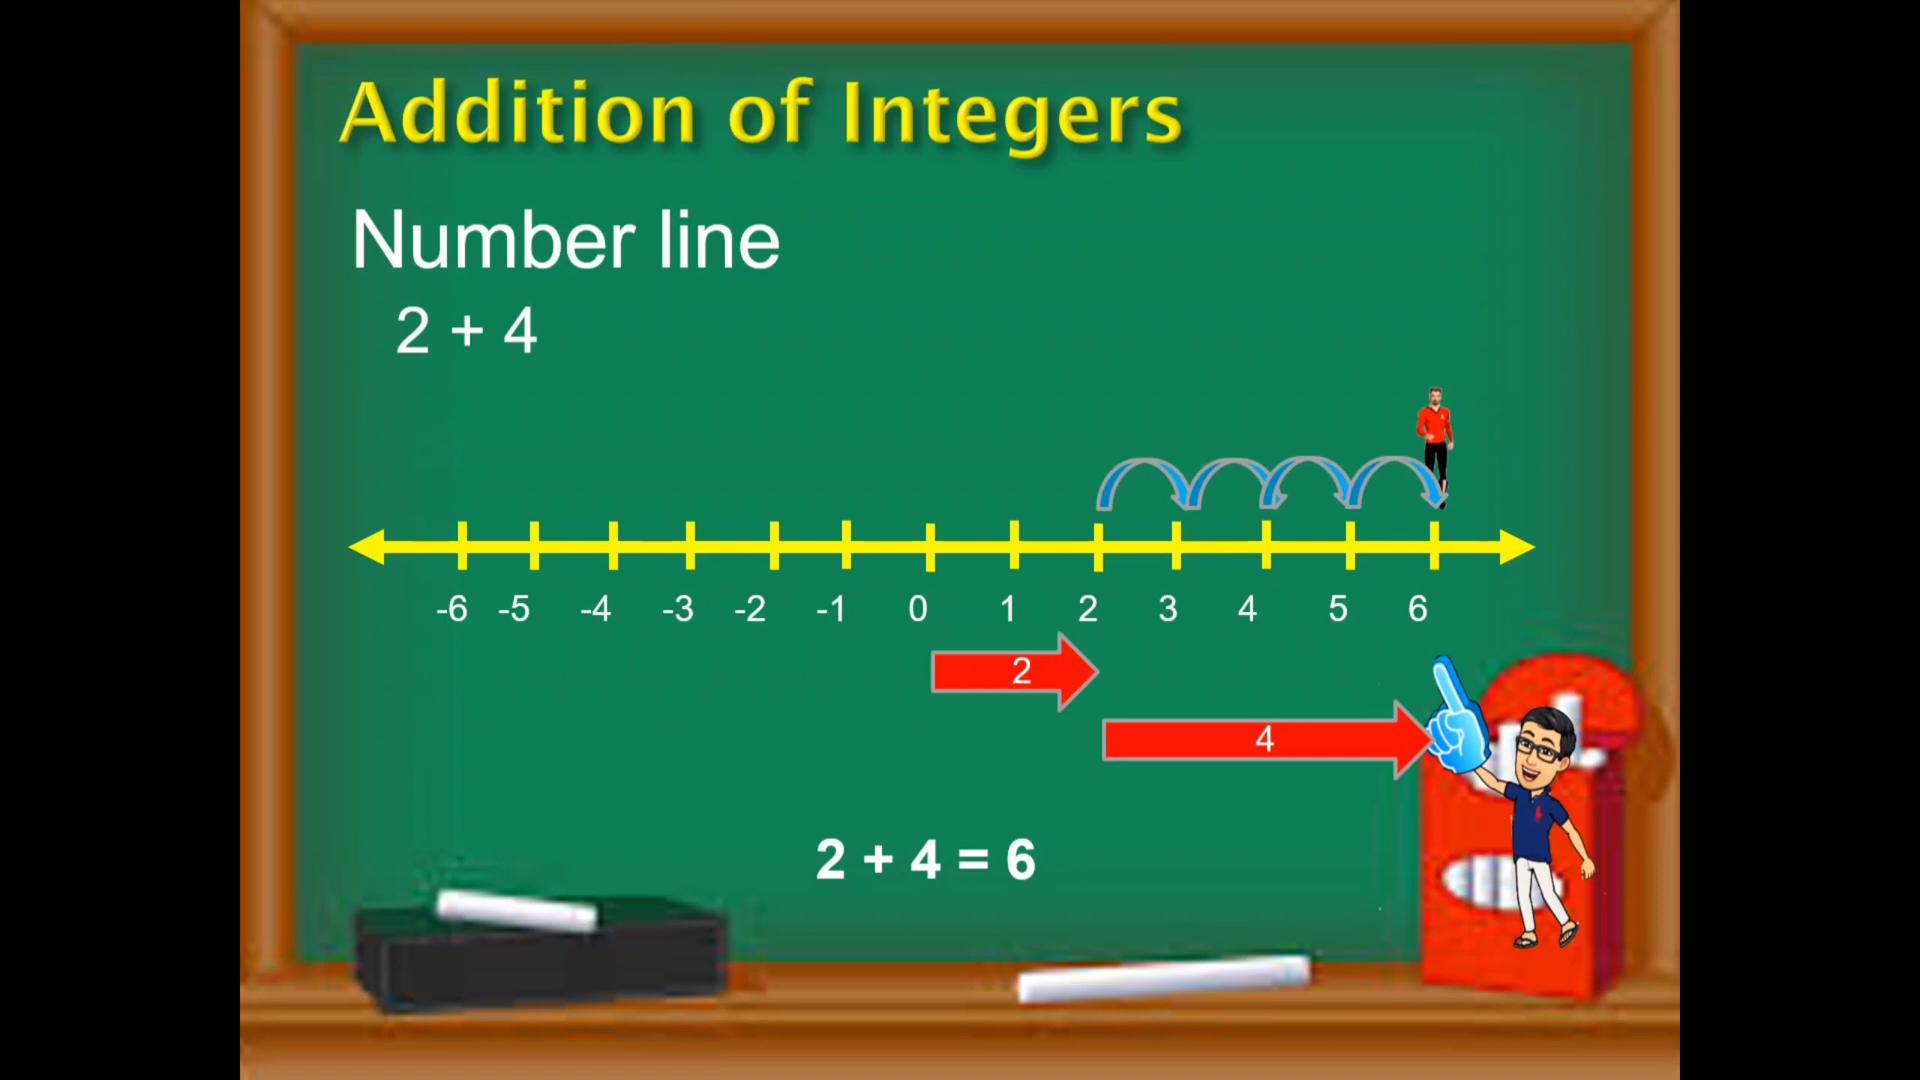 Addition of Integers
Number line
2 + 4
-6 -5 -4 -3 -2 -1 0 1 2 3 4 5 6
2
4
2 + 4 = 6